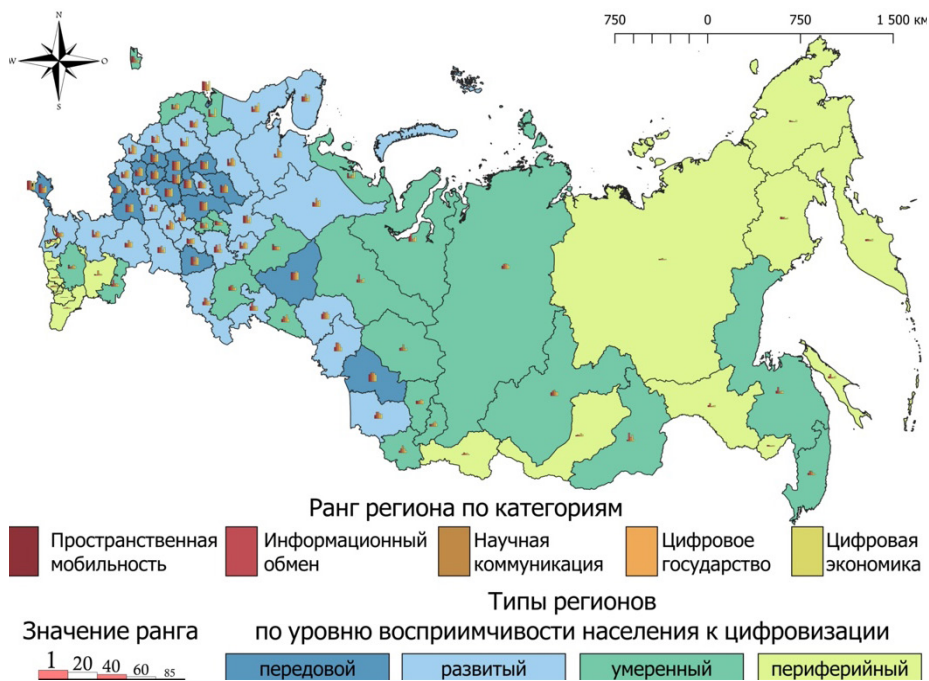 750 0 750 1 500 км
N
W O
S
Ранг региона по категориям
Пространственная мобильность
Информационный обмен
Научная коммуникация
Цифровое государство
Цифровая экономика
Типы регионов
Значение ранга
по уровню восприимчивости населения к цифровизации
1 20 40 60 85
передовой развитый умеренный периферийный